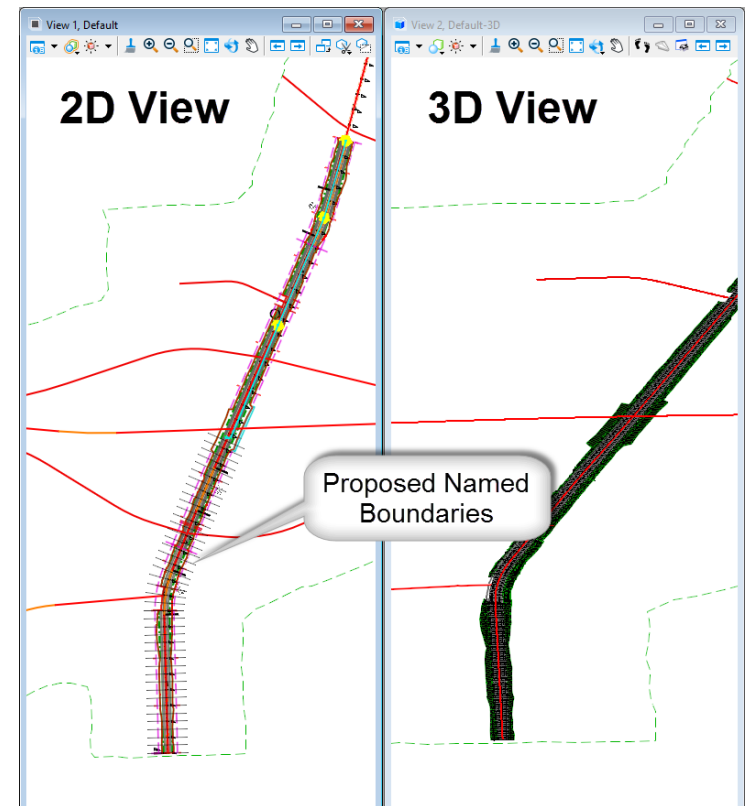 View 1, Default
View 2, Default-3D
2D View
3D View
Proposed Named
Boundaries